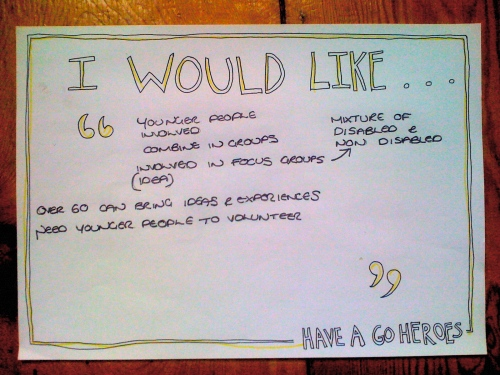 I WOULD LIKE...
“
YOUNGER PEOPLE
INVOLVED
COMBINE IN GROUPS
INVOLVED IN FOCUS GROUPS
(IDEA)
MIXTURE OF
DISABLED &
NON DISABLED
OVER 60 CAN BRING IDEAS & EXPERIENCES
NEED YOUNGER PEOPLE TO VOLUNTEER
”
HAVE A GO HEROES